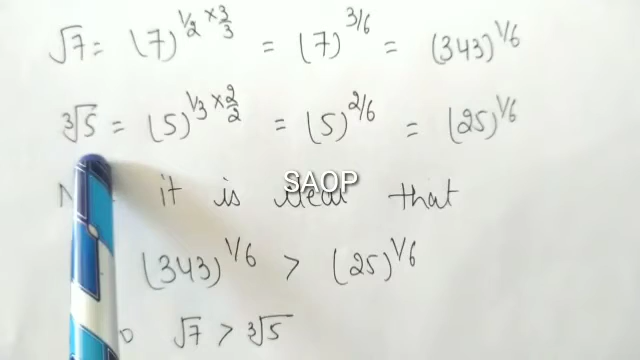 √7 = (7)^1/2 × 3/3 = (7)^3/6 = (343)^1/6
∛5 = (5)^1/3 × 2/2 = (5)^2/6 = (25)^1/6
SAOP
it is clear that
(343)^1/6 > (25)^1/6
√7 > ∛5